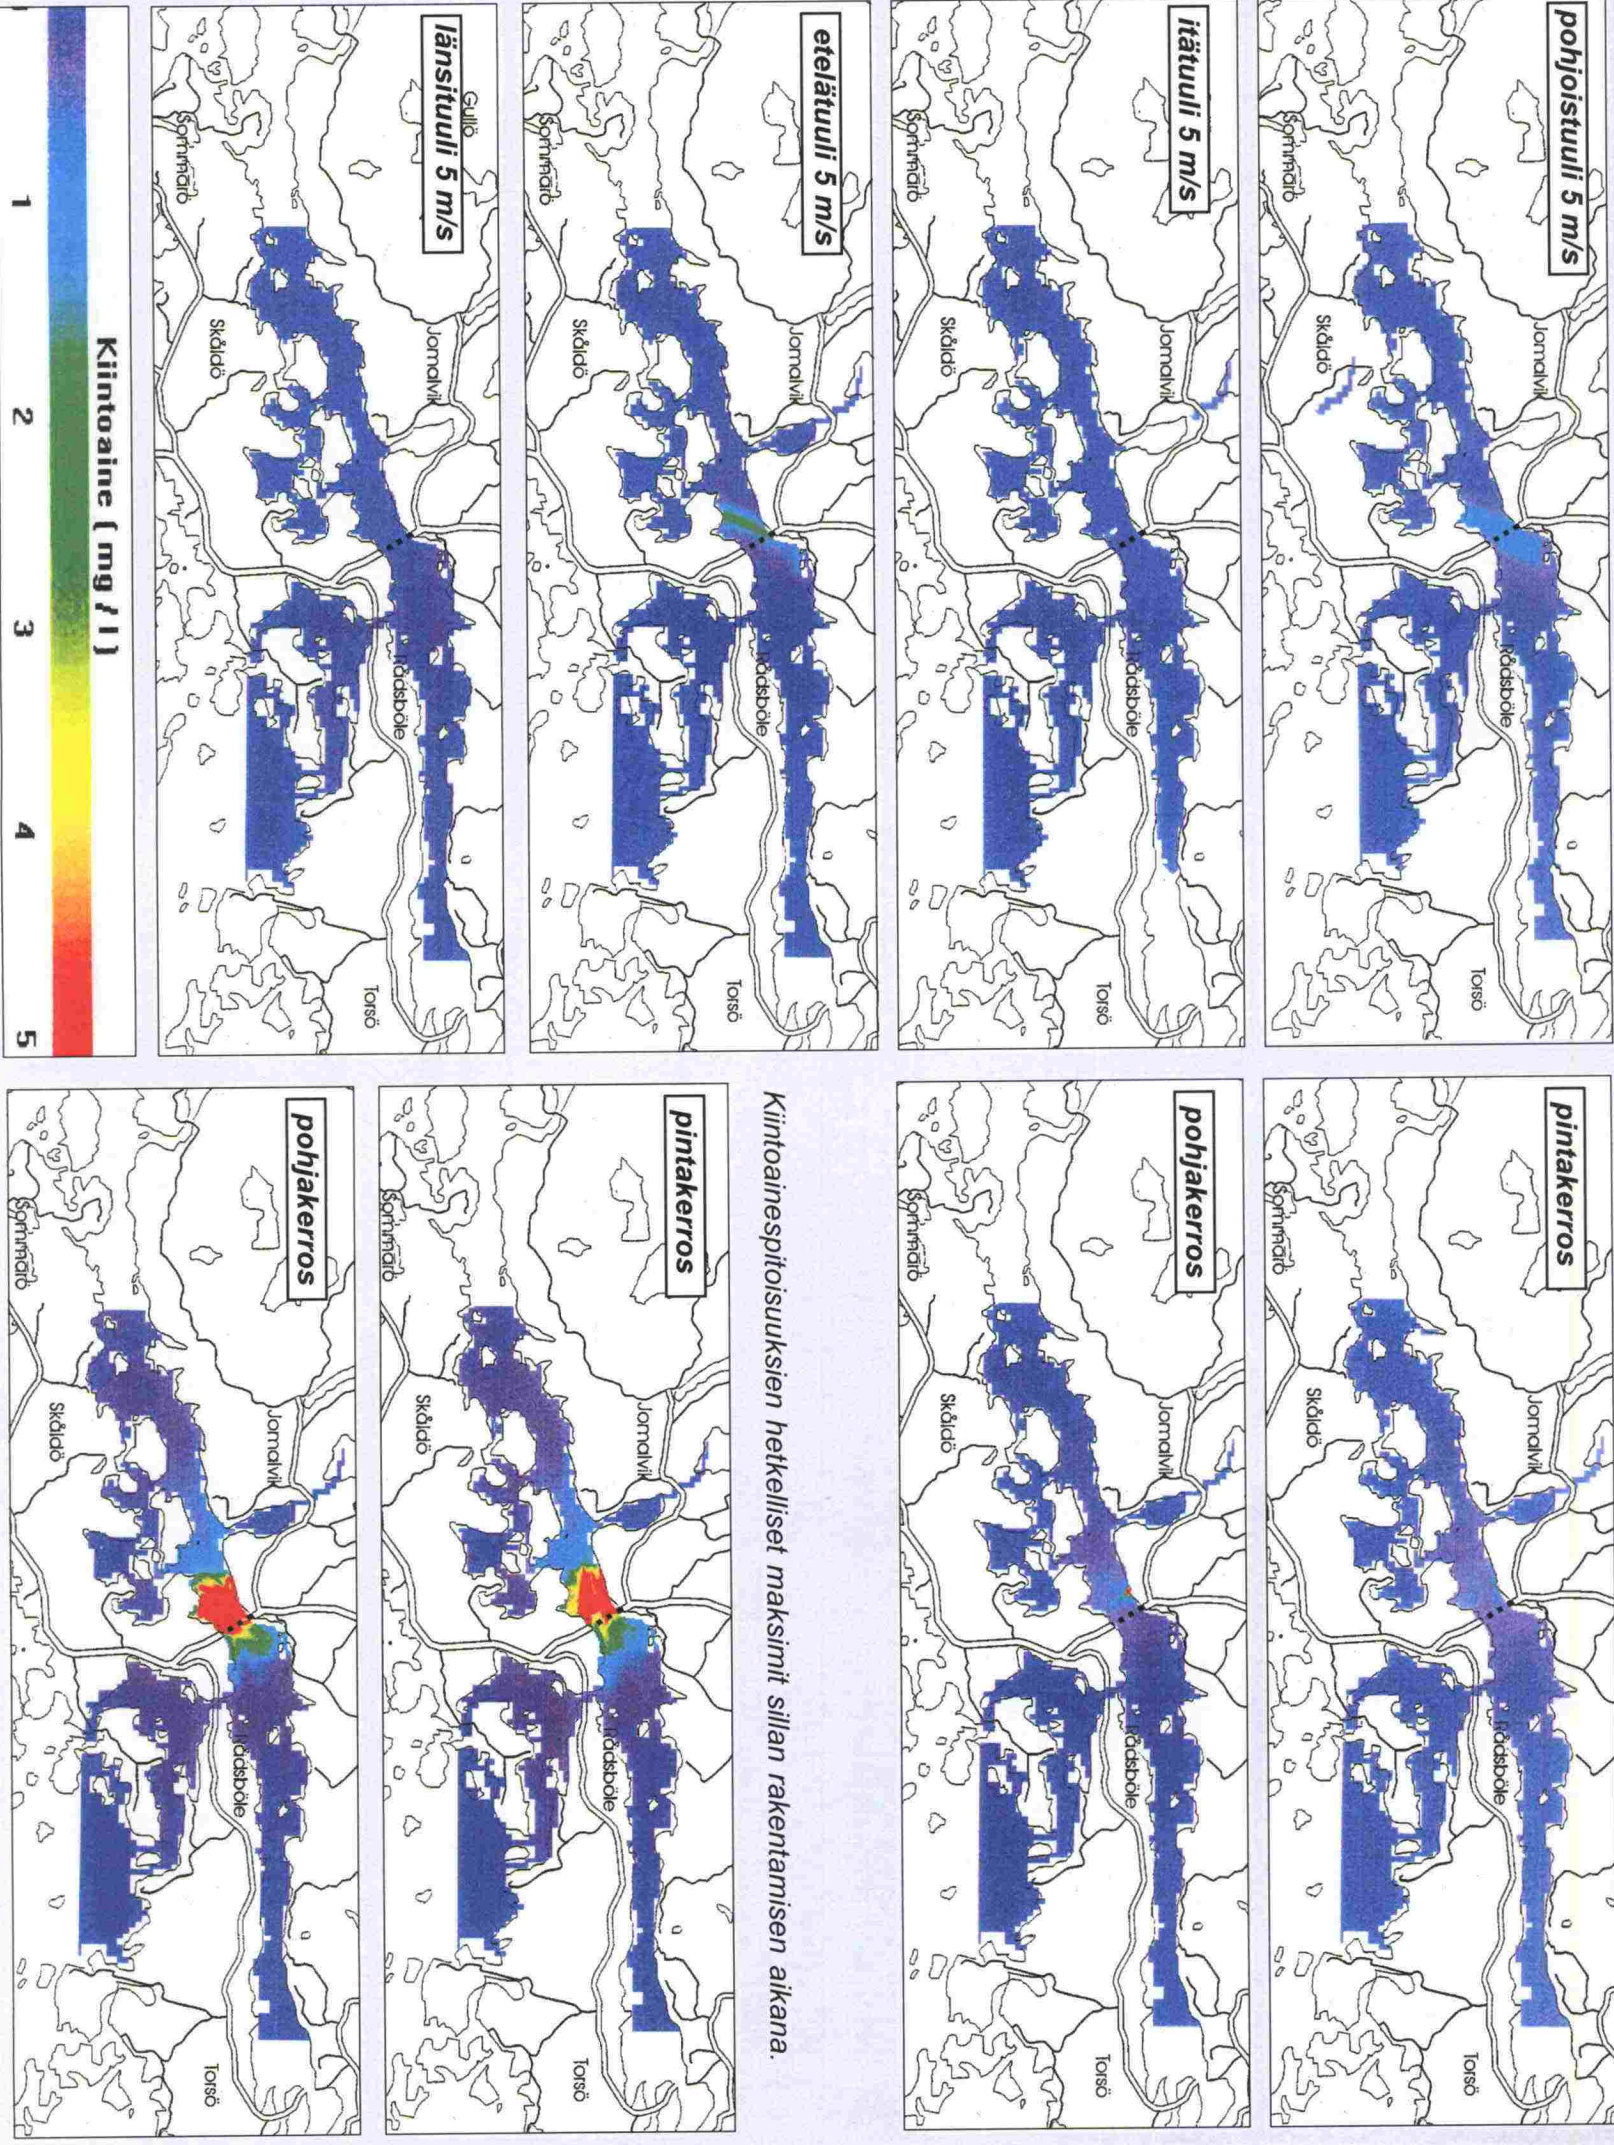 pohjoistuuli 5 m/s
Jomalvik
Rådsböle
Torsö
Skåldö
Sommarö
itätuuli 5 m/s
Jomalvik
Rådsböle
Torsö
Skåldö
Sommarö
etelätuuli 5 m/s
Jomalvik
Rådsböle
Torsö
Skåldö
Sommarö
länsituuli 5 m/s
Gullö
Jomalvik
Rådsböle
Torsö
Skåldö
Sommarö
Kiintoaine ( mg / l )
1 2 3 4 5
pintakerros
Jomalvik
Rådsböle
Torsö
Skåldö
Sommarö
pohjakerros
Jomalvik
Rådsböle
Torsö
Skåldö
Sommarö
Kiintoainespitoisuuksien hetkelliset maksimit sillan rakentamisen aikana.
pintakerros
Jomalvik
Rådsböle
Torsö
Skåldö
Sommarö
pohjakerros
Jomalvik
Rådsböle
Torsö
Skåldö
Sommarö